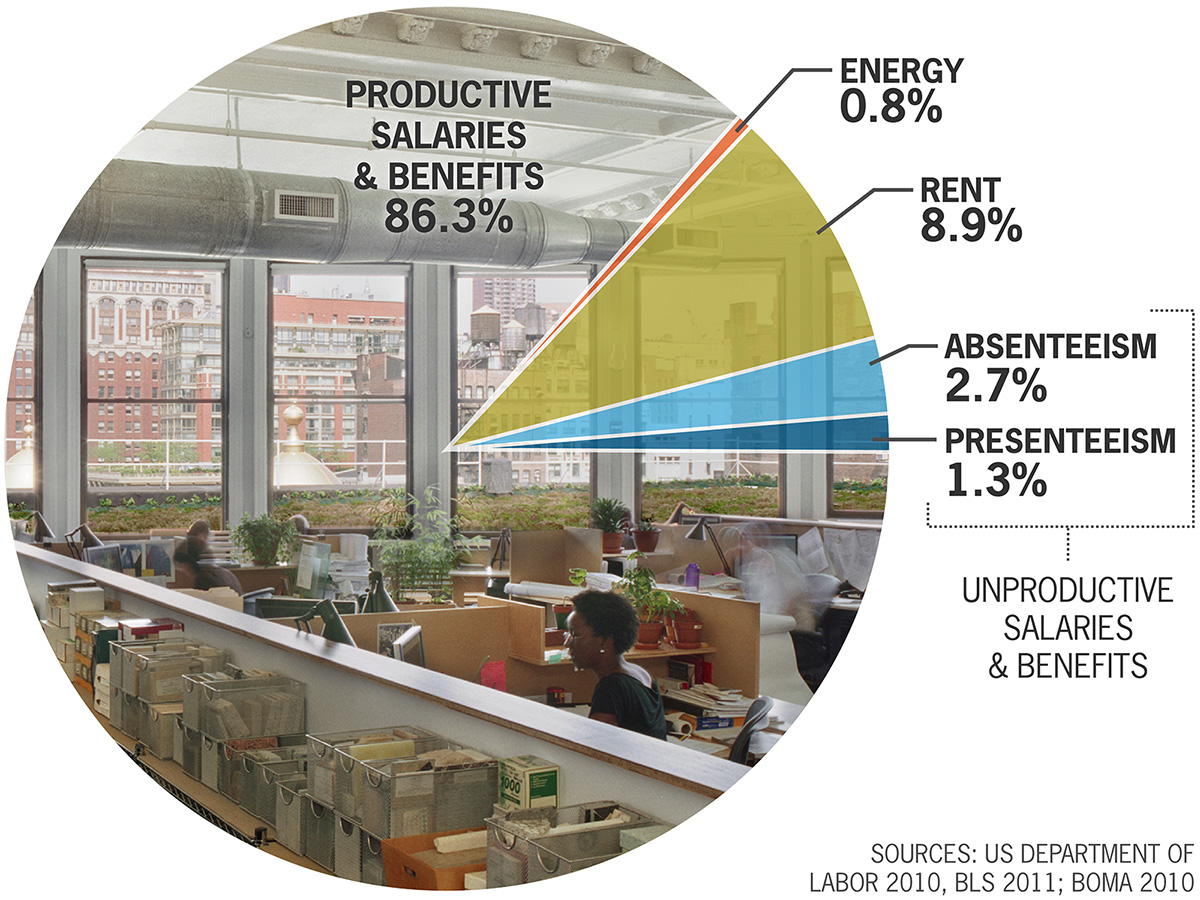 PRODUCTIVE
SALARIES
& BENEFITS
86.3%
ENERGY
0.8%
RENT
8.9%
ABSENTEEISM
2.7%
PRESENTEEISM
1.3%
UNPRODUCTIVE
SALARIES
& BENEFITS
SOURCES: US DEPARTMENT OF
LABOR 2010, BLS 2011; BOMA 2010